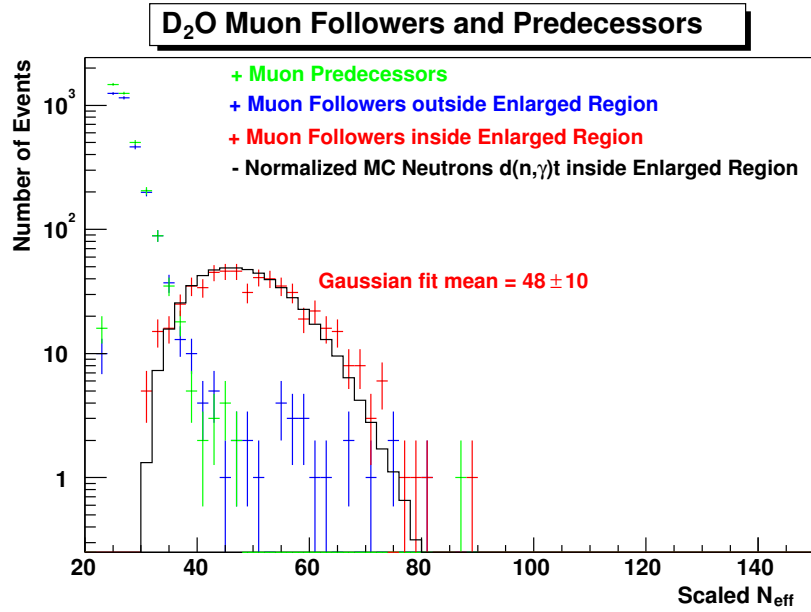 D₂O Muon Followers and Predecessors
+ Muon Predecessors
+ Muon Followers outside Enlarged Region
+ Muon Followers inside Enlarged Region
- Normalized MC Neutrons d(n,γ)t inside Enlarged Region
Gaussian fit mean = 48 ± 10
Number of Events
10³
10²
10
1
20 40 60 80 100 120 140
Scaled N_eff